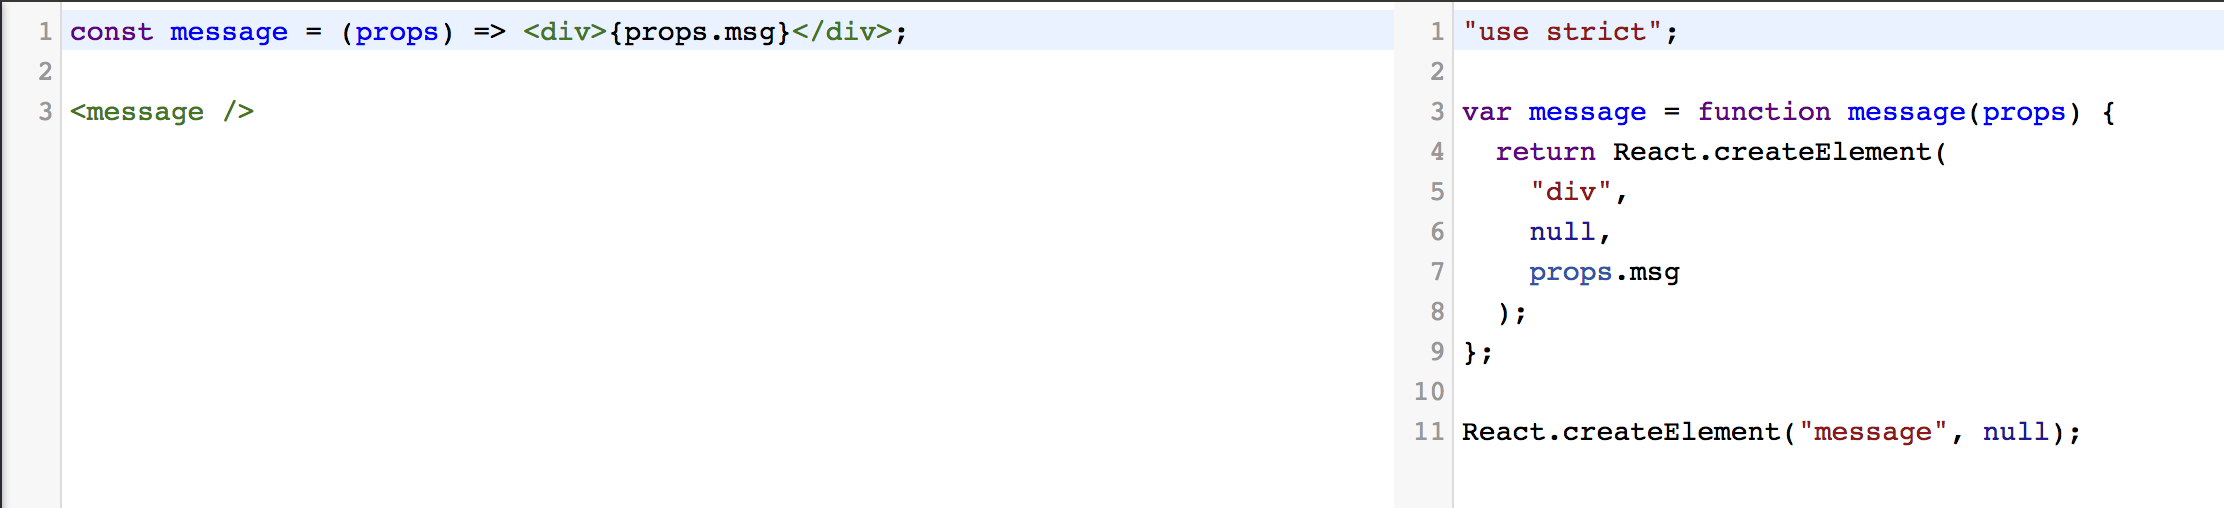 1 const message = (props) => <div>{props.msg}</div>;
2
3 <message />
1 "use strict";
2
3 var message = function message(props) {
4   return React.createElement(
5     "div",
6     null,
7     props.msg
8   );
9 };
10
11 React.createElement("message", null);